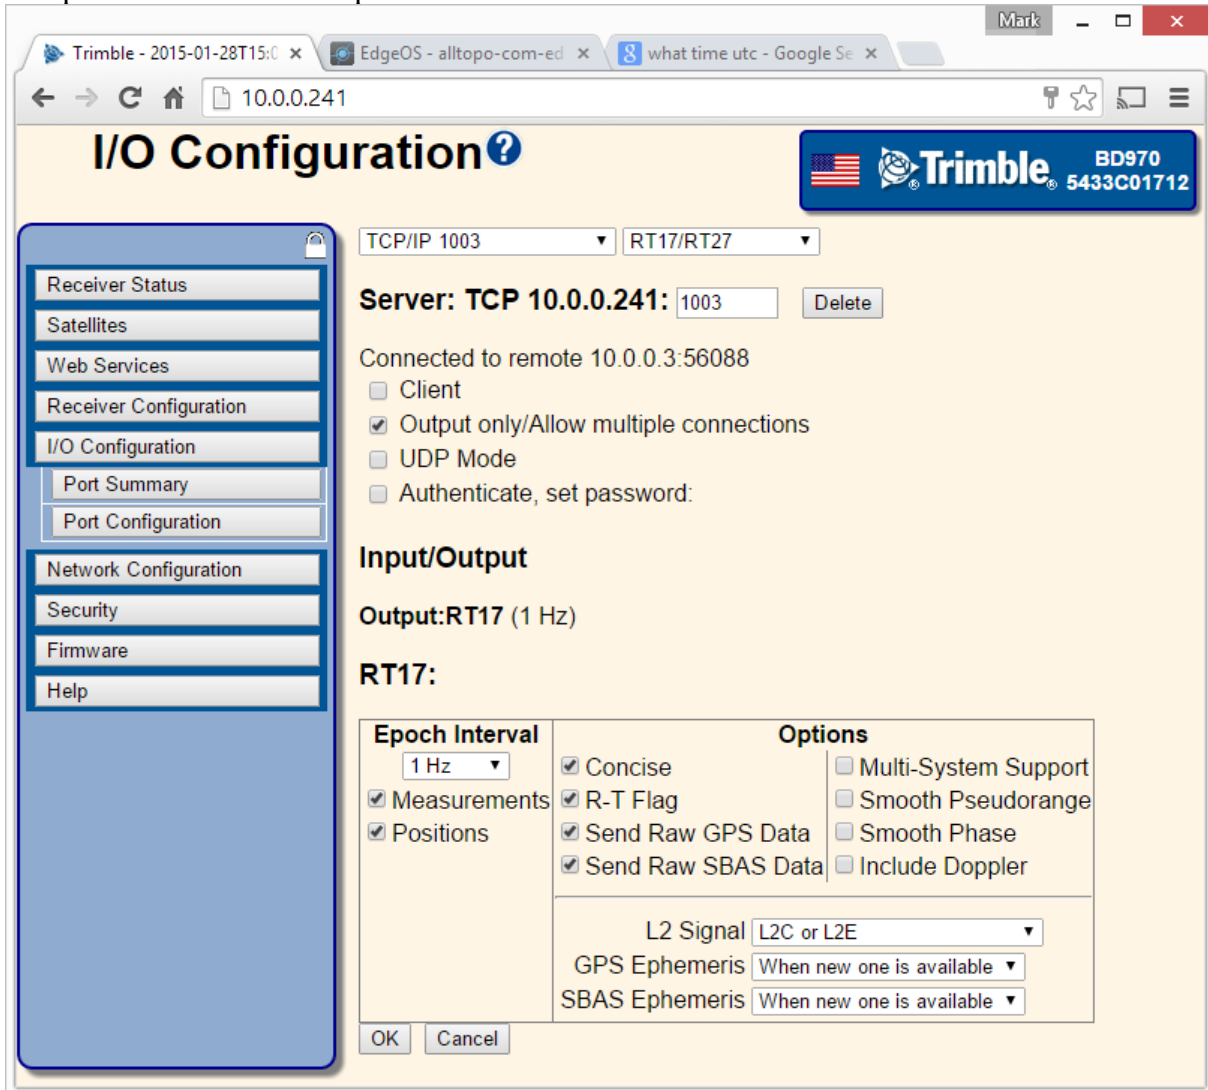 Mark
Trimble - 2015-01-28T15:0
EdgeOS - alltopo-com-ed
what time utc - Google Se
10.0.0.241
I/O Configuration?
Trimble® BD970
5433C01712
TCP/IP 1003 RT17/RT27
Receiver Status
Satellites
Web Services
Receiver Configuration
I/O Configuration
Port Summary
Port Configuration
Network Configuration
Security
Firmware
Help
Server: TCP 10.0.0.241: 1003 Delete
Connected to remote 10.0.0.3:56088
Client
Output only/Allow multiple connections
UDP Mode
Authenticate, set password:
Input/Output
Output:RT17 (1 Hz)
RT17:
Epoch Interval
1 Hz
Measurements
Positions
Options
Concise
R-T Flag
Send Raw GPS Data
Send Raw SBAS Data
Multi-System Support
Smooth Pseudorange
Smooth Phase
Include Doppler
L2 Signal L2C or L2E
GPS Ephemeris When new one is available
SBAS Ephemeris When new one is available
OK Cancel